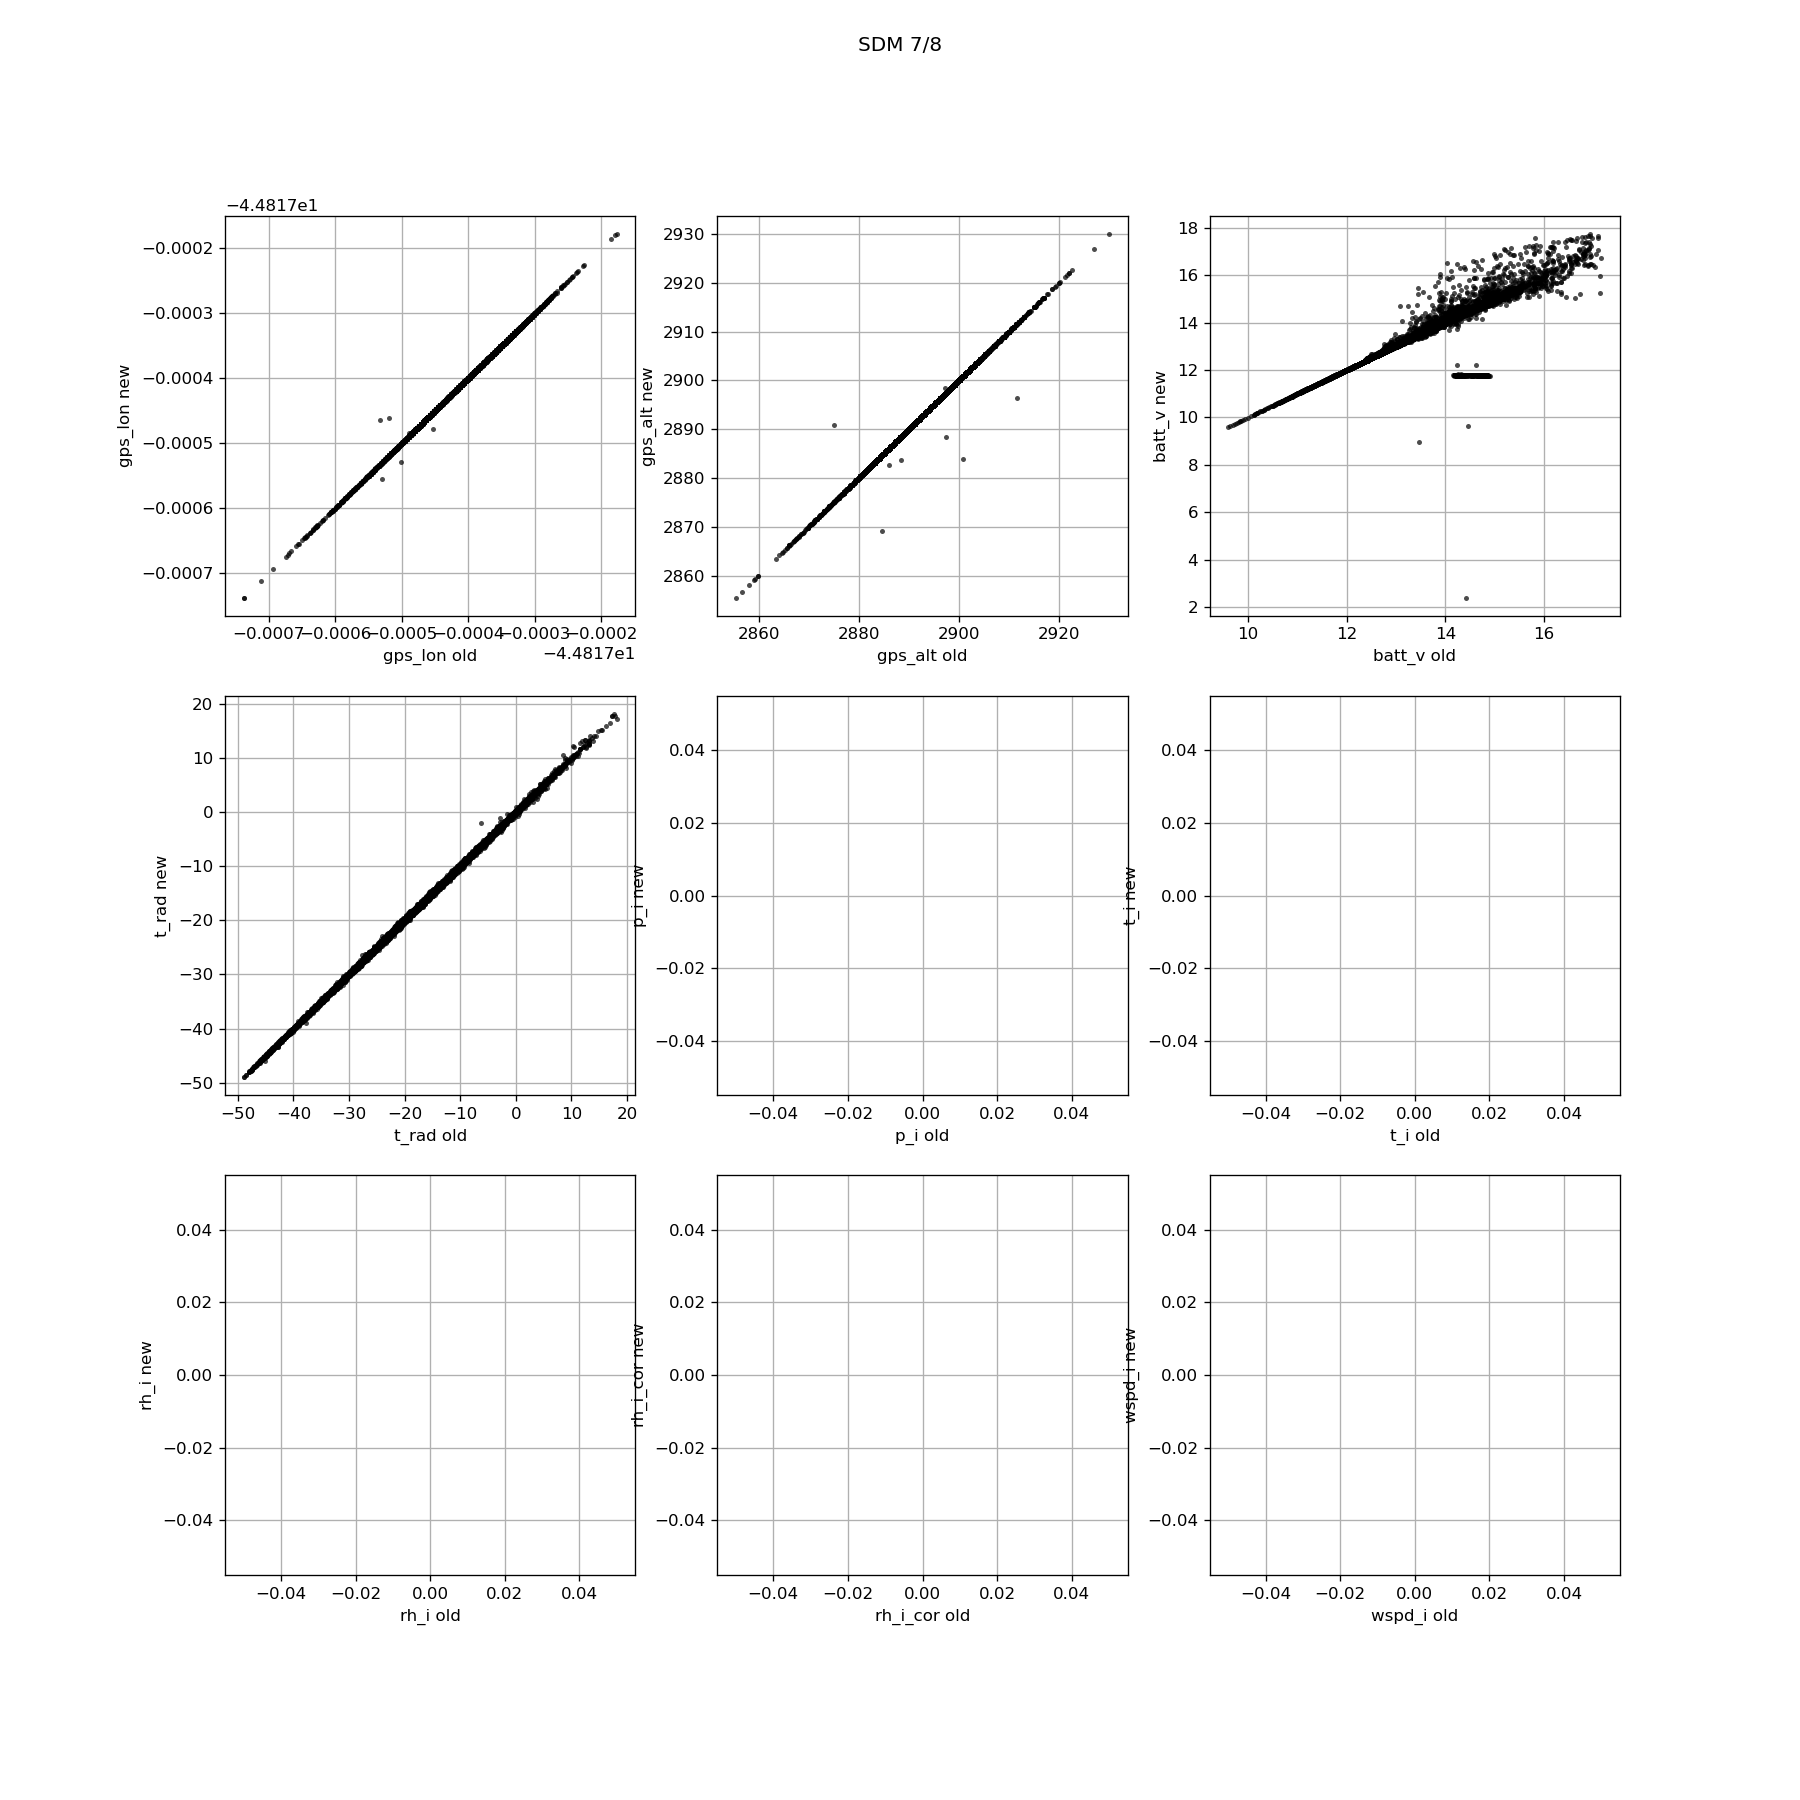 SDM 7/8
−4.4817e1
−0.0002
−0.0003
−0.0004
−0.0005
−0.0006
−0.0007
gps_lon new
−0.0007 −0.0006 −0.0005 −0.0004 −0.0003 −0.0002
−4.4817e1
gps_lon old
2930
2920
2910
2900
2890
2880
2870
2860
gps_alt new
2860 2880 2900 2920
gps_alt old
18
16
14
12
10
8
6
4
2
batt_v new
10 12 14 16
batt_v old
20
10
0
−10
−20
−30
−40
−50
t_rad new
−50 −40 −30 −20 −10 0 10 20
t_rad old
0.04
0.02
0.00
−0.02
−0.04
p_i new
−0.04 −0.02 0.00 0.02 0.04
p_i old
0.04
0.02
0.00
−0.02
−0.04
t_i new
−0.04 −0.02 0.00 0.02 0.04
t_i old
0.04
0.02
0.00
−0.02
−0.04
rh_i new
−0.04 −0.02 0.00 0.02 0.04
rh_i old
0.04
0.02
0.00
−0.02
−0.04
rh_i_cor new
−0.04 −0.02 0.00 0.02 0.04
rh_i_cor old
0.04
0.02
0.00
−0.02
−0.04
wspd_i new
−0.04 −0.02 0.00 0.02 0.04
wspd_i old